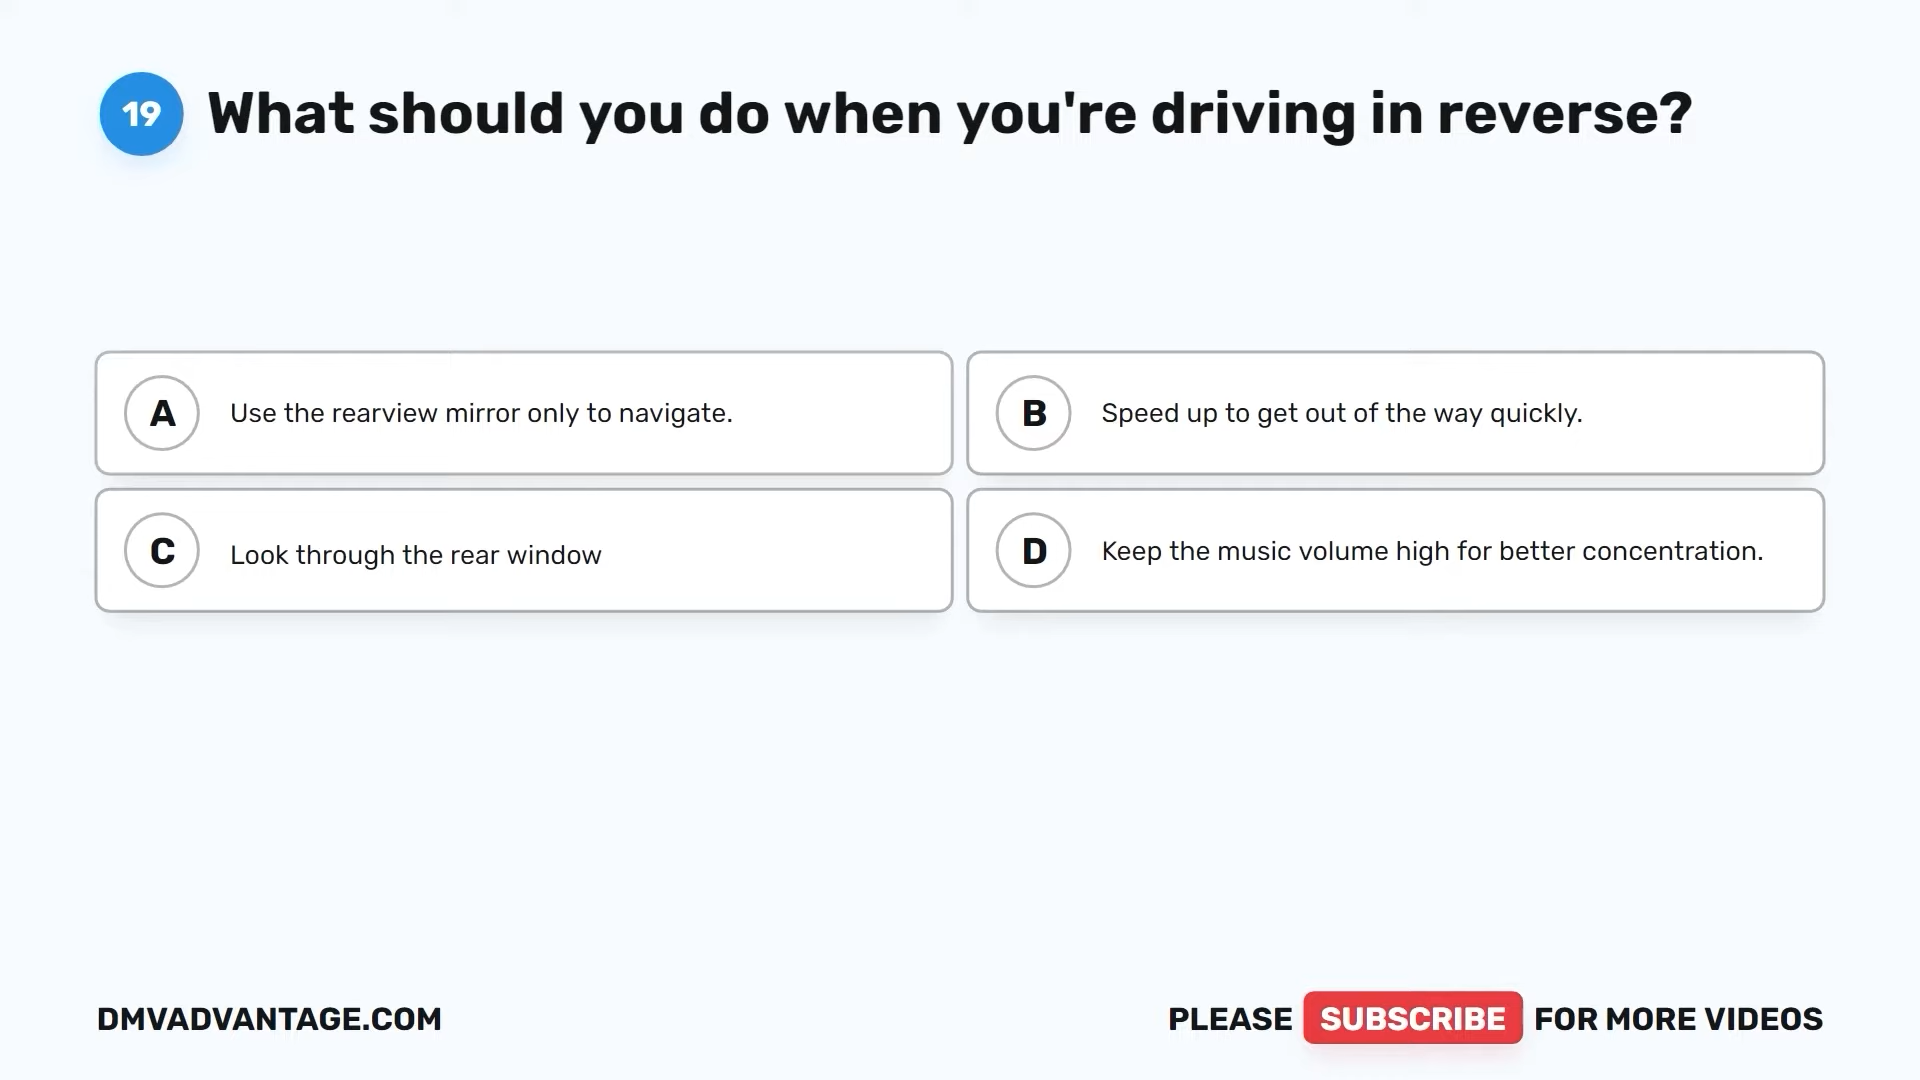 19 What should you do when you're driving in reverse?
A Use the rearview mirror only to navigate.
B Speed up to get out of the way quickly.
C Look through the rear window
D Keep the music volume high for better concentration.
DMVADVANTAGE.COM
PLEASE SUBSCRIBE FOR MORE VIDEOS